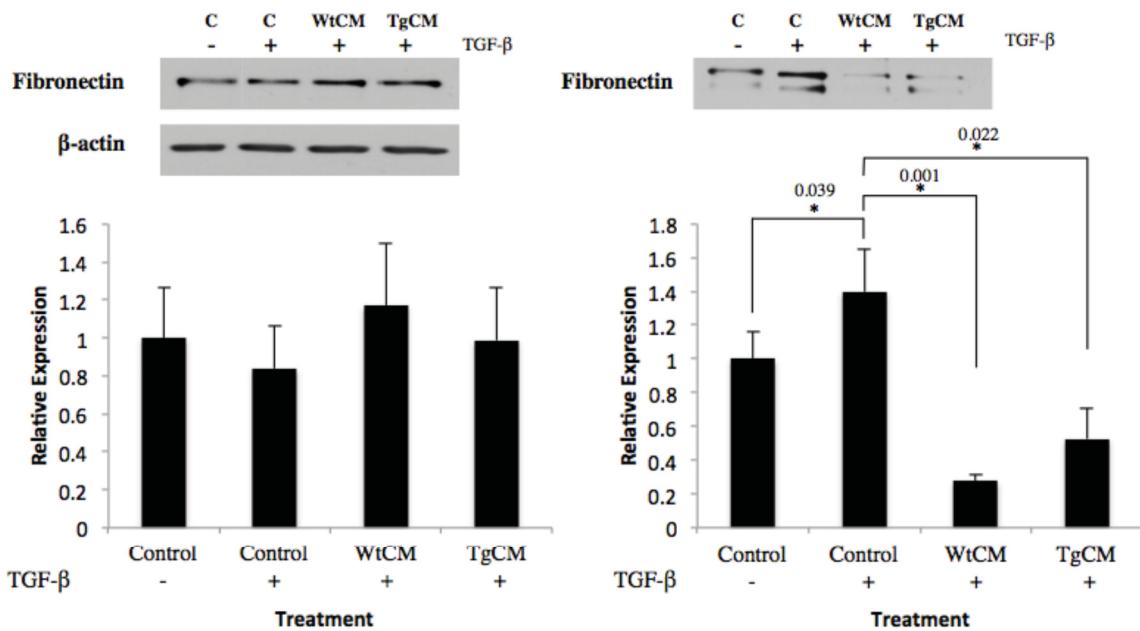 C C WtCM TgCM
- + + + TGF-β
Fibronectin
β-actin
1.6
1.4
1.2
1
0.8
0.6
0.4
0.2
0
Relative Expression
Control Control WtCM TgCM
TGF-β - + + +
Treatment
C C WtCM TgCM
- + + + TGF-β
Fibronectin
0.022
*
0.039 0.001
* *
1.8
1.6
1.4
1.2
1
0.8
0.6
0.4
0.2
0
Relative Expression
Control Control WtCM TgCM
TGF-β - + + +
Treatment